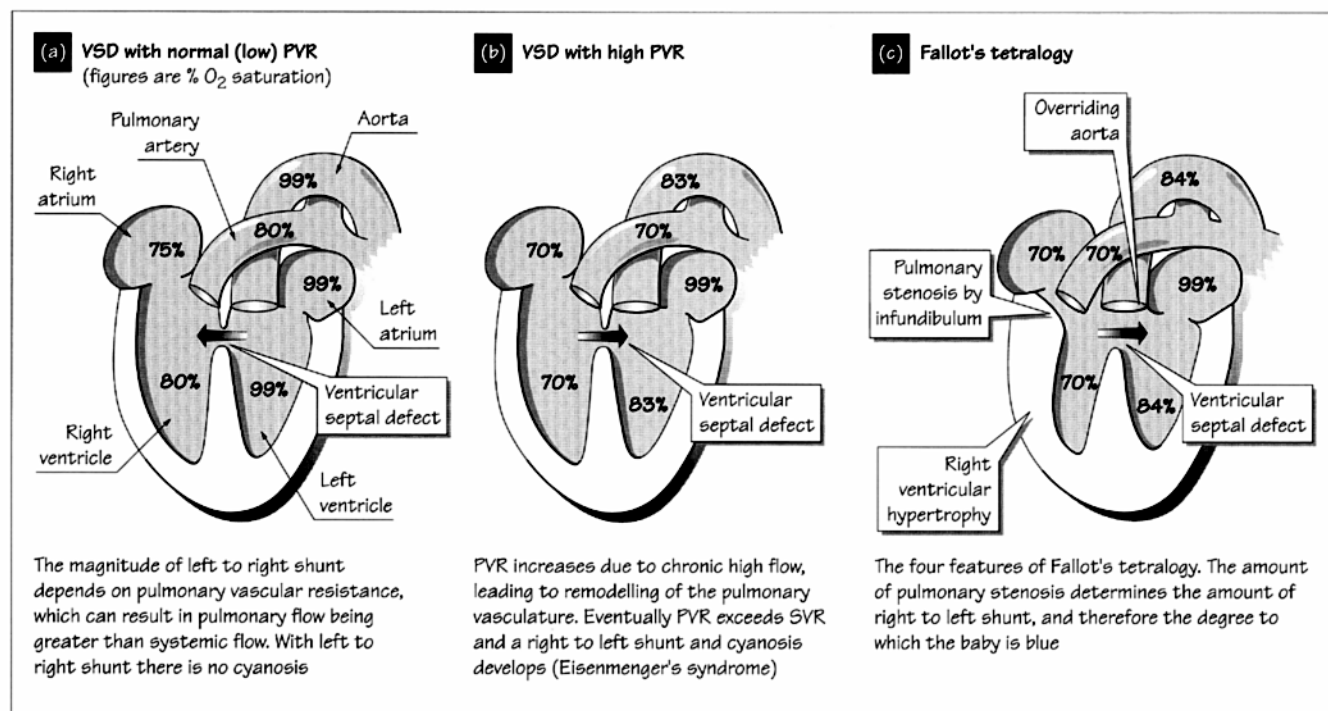 (a) VSD with normal (low) PVR
(figures are % O₂ saturation)
Pulmonary
artery
Aorta
Right
atrium
99%
80%
75%
99%
Left
atrium
80%
99%
Ventricular
septal defect
Right
ventricle
Left
ventricle
The magnitude of left to right shunt
depends on pulmonary vascular resistance,
which can result in pulmonary flow being
greater than systemic flow. With left to
right shunt there is no cyanosis
(b) VSD with high PVR
83%
70%
70%
99%
70%
83%
Ventricular
septal defect
PVR increases due to chronic high flow,
leading to remodelling of the pulmonary
vasculature. Eventually PVR exceeds SVR
and a right to left shunt and cyanosis
develops (Eisenmenger's syndrome)
(c) Fallot's tetralogy
Overriding
aorta
84%
70%
70%
99%
Pulmonary
stenosis by
infundibulum
70%
84%
Ventricular
septal defect
Right
ventricular
hypertrophy
The four features of Fallot's tetralogy. The amount
of pulmonary stenosis determines the amount of
right to left shunt, and therefore the degree to
which the baby is blue